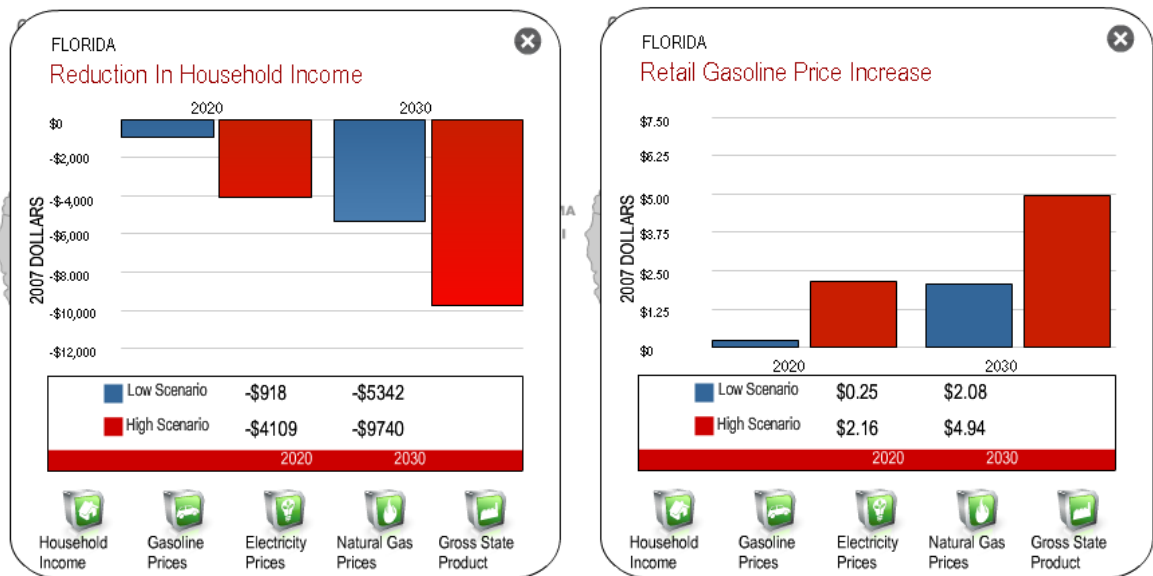 FLORIDA
Reduction In Household Income
2020 2030
$0
-$2,000
-$4,000
-$6,000
-$8.000
-$10,000
-$12,000
2007 DOLLARS
Low Scenario -$918 -$5342
High Scenario -$4109 -$9740
2020 2030
Household Income
Gasoline Prices
Electricity Prices
Natural Gas Prices
Gross State Product
MA
I
FLORIDA
Retail Gasoline Price Increase
$7.50
$6.25
$5.00
$3.75
$2.50
$1.25
$0
2007 DOLLARS
2020 2030
Low Scenario $0.25 $2.08
High Scenario $2.16 $4.94
2020 2030
Household Income
Gasoline Prices
Electricity Prices
Natural Gas Prices
Gross State Product